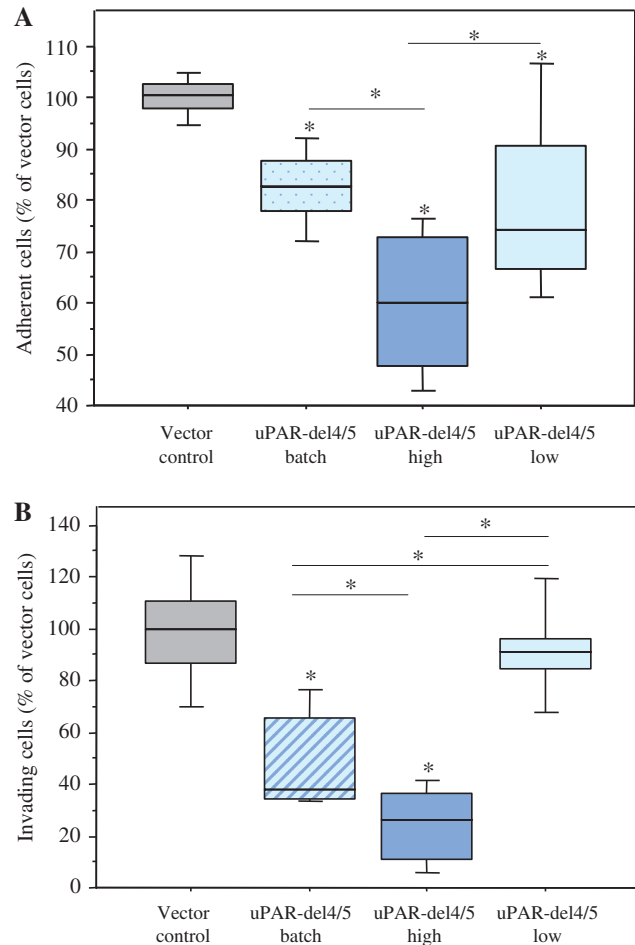 A
Adherent cells (% of vector cells)
110
100
90
80
70
60
50
40
*
*
*
*
*
Vector control
uPAR-del4/5 batch
uPAR-del4/5 high
uPAR-del4/5 low
B
Invading cells (% of vector cells)
140
120
100
80
60
40
20
0
*
*
*
*
*
Vector control
uPAR-del4/5 batch
uPAR-del4/5 high
uPAR-del4/5 low